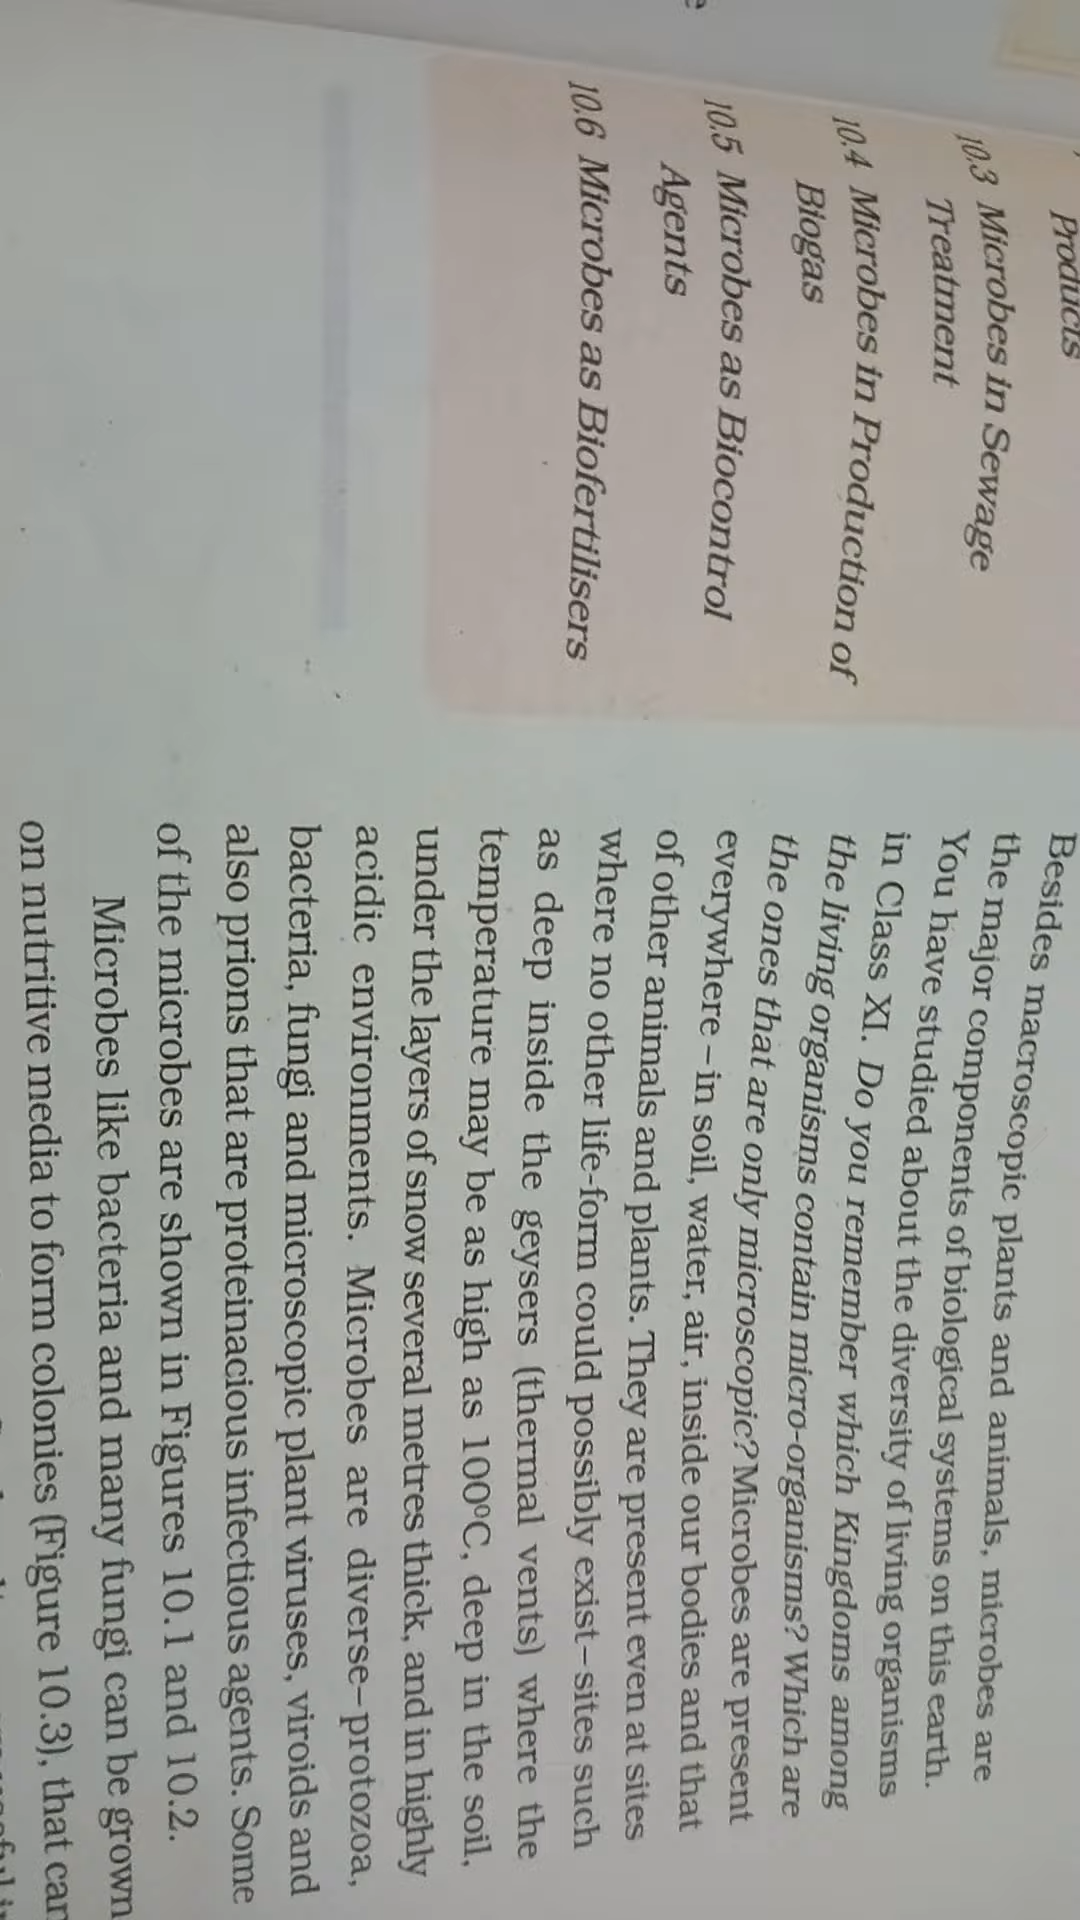 Products
10.3 Microbes in Sewage
Treatment
10.4 Microbes in Production of
Biogas
10.5 Microbes as Biocontrol
Agents
10.6 Microbes as Biofertilisers
Besides macroscopic plants and animals, microbes are
the major components of biological systems on this earth.
You have studied about the diversity of living organisms
in Class XI. Do you remember which Kingdoms among
the living organisms contain micro-organisms? Which are
the ones that are only microscopic? Microbes are present
everywhere – in soil, water, air, inside our bodies and that
of other animals and plants. They are present even at sites
where no other life-form could possibly exist–sites such
as deep inside the geysers (thermal vents) where the
temperature may be as high as 100⁰C, deep in the soil,
under the layers of snow several metres thick, and in highly
acidic environments. Microbes are diverse–protozoa,
bacteria, fungi and microscopic plant viruses, viroids and
also prions that are proteinacious infectious agents. Some
of the microbes are shown in Figures 10.1 and 10.2.
Microbes like bacteria and many fungi can be grown
on nutritive media to form colonies (Figure 10.3), that can